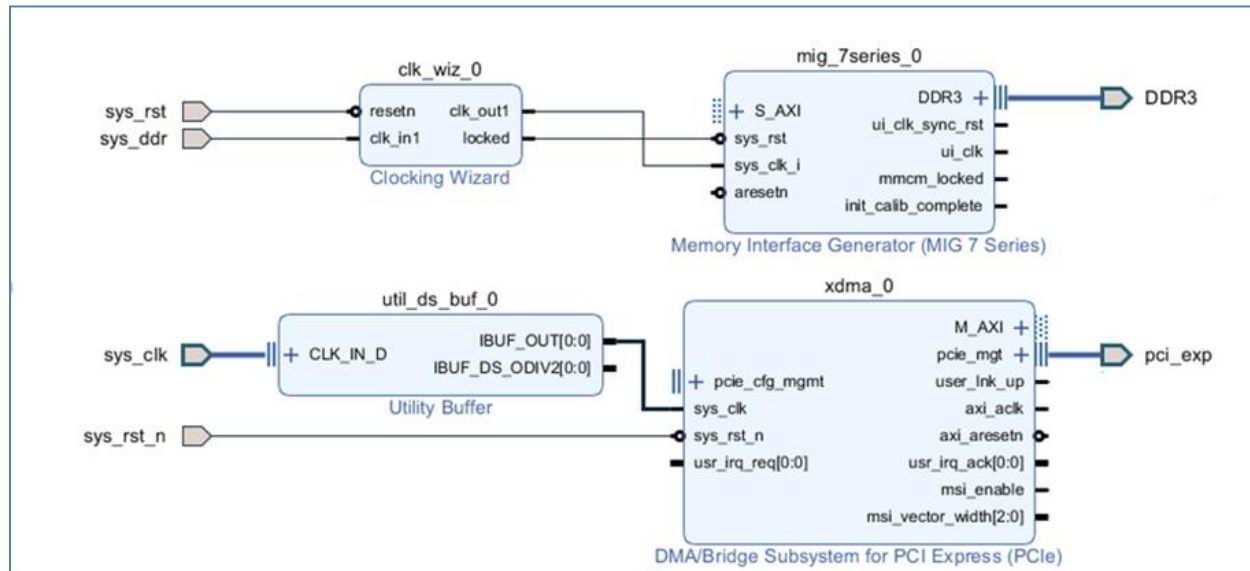 clk_wiz_0
sys_rst
resetn
clk_out1
sys_ddr
clk_in1
locked
Clocking Wizard
mig_7series_0
S_AXI
DDR3
DDR3
sys_rst
ui_clk_sync_rst
sys_clk_i
ui_clk
aresetn
mmcm_locked
init_calib_complete
Memory Interface Generator (MIG 7 Series)
util_ds_buf_0
sys_clk
CLK_IN_D
IBUF_OUT[0:0]
IBUF_DS_ODIV2[0:0]
Utility Buffer
sys_rst_n
xdma_0
M_AXI
pcie_mgt
pci_exp
pcie_cfg_mgmt
user_lnk_up
sys_clk
axi_aclk
sys_rst_n
axi_aresetn
usr_irq_req[0:0]
usr_irq_ack[0:0]
msi_enable
msi_vector_width[2:0]
DMA/Bridge Subsystem for PCI Express (PCIe)